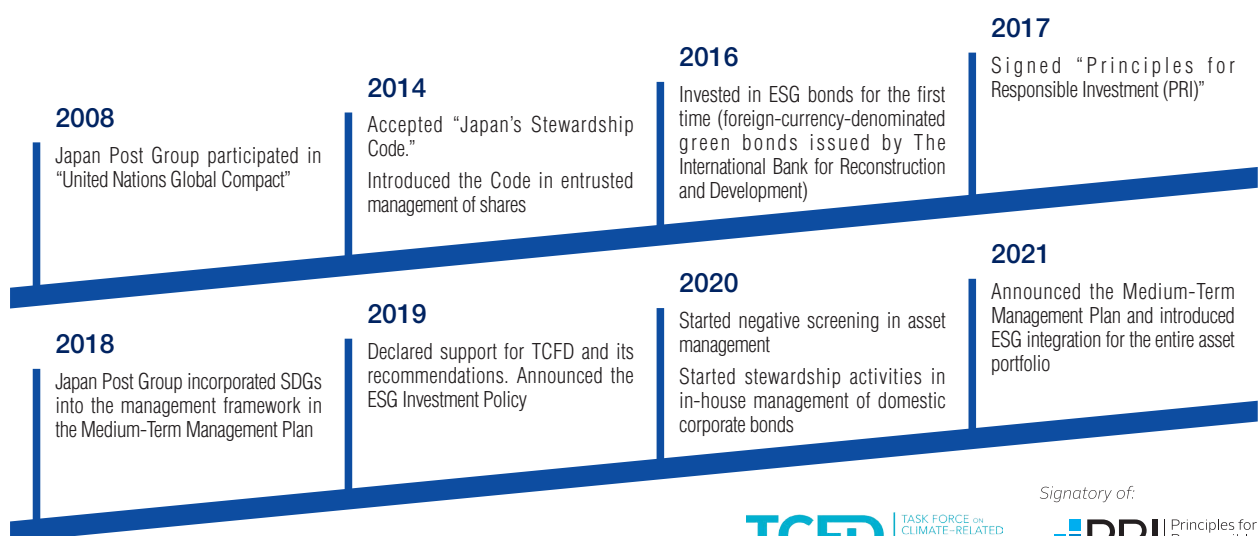 2008
Japan Post Group participated in
“United Nations Global Compact”
2014
Accepted “Japan’s Stewardship
Code.”
Introduced the Code in entrusted
management of shares
2016
Invested in ESG bonds for the first
time (foreign-currency-denominated
green bonds issued by The
International Bank for Reconstruction
and Development)
2017
Signed “Principles for
Responsible Investment (PRI)”
2018
Japan Post Group incorporated SDGs
into the management framework in
the Medium-Term Management Plan
2019
Declared support for TCFD and its
recommendations. Announced the
ESG Investment Policy
2020
Started negative screening in asset
management
Started stewardship activities in
in-house management of domestic
corporate bonds
2021
Announced the Medium-Term
Management Plan and introduced
ESG integration for the entire asset
portfolio
TCFD
TASK FORCE ON
CLIMATE-RELATED
Signatory of:
PRI
Principles for